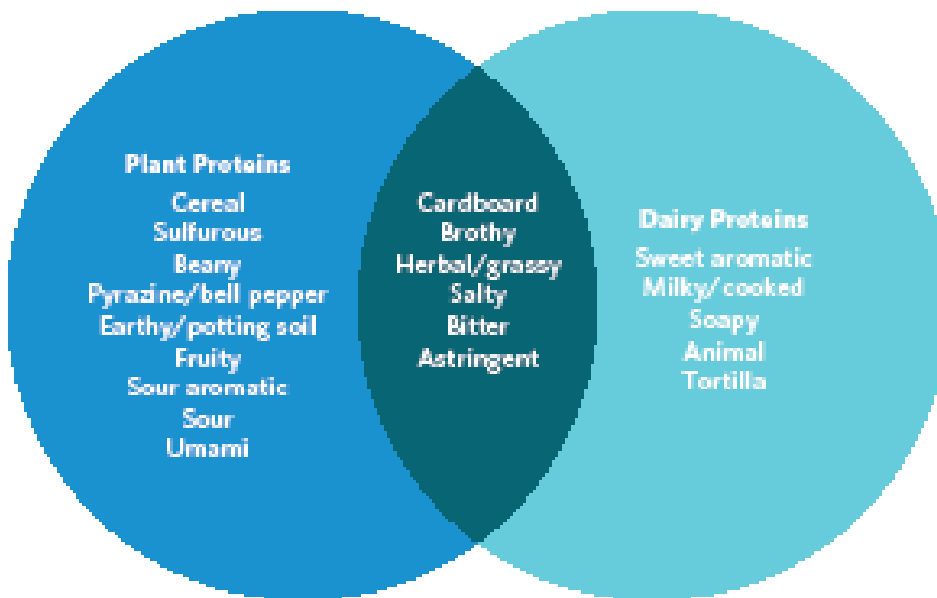 Plant Proteins
Cereal
Sulfurous
Beany
Pyrazine/bell pepper
Earthy/potting soil
Fruity
Sour aromatic
Sour
Umami
Cardboard
Brothy
Herbal/grassy
Salty
Bitter
Astringent
Dairy Proteins
Sweet aromatic
Milky/cooked
Soapy
Animal
Tortilla